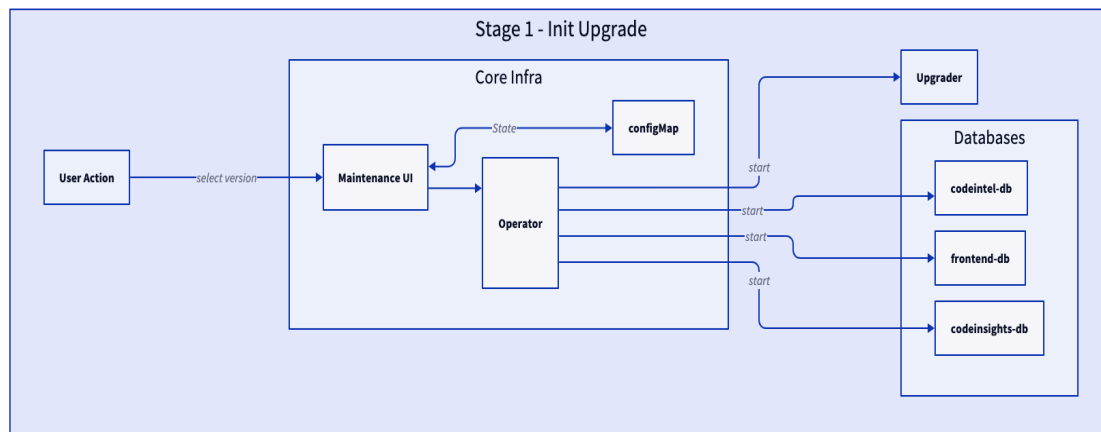 Stage 1 - Init Upgrade
Core Infra
Upgrader
configMap
State
Databases
User Action
select version
Maintenance UI
Operator
start
start
start
start
codeintel-db
frontend-db
codeinsights-db